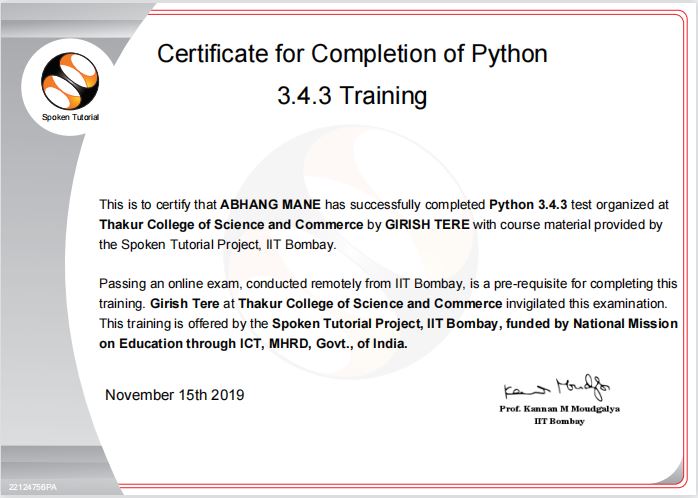 Certificate for Completion of Python
3.4.3 Training
Spoken Tutorial
This is to certify that ABHANG MANE has successfully completed Python 3.4.3 test organized at
Thakur College of Science and Commerce by GIRISH TERE with course material provided by
the Spoken Tutorial Project, IIT Bombay.
Passing an online exam, conducted remotely from IIT Bombay, is a pre-requisite for completing this
training. Girish Tere at Thakur College of Science and Commerce invigilated this examination.
This training is offered by the Spoken Tutorial Project, IIT Bombay, funded by National Mission
on Education through ICT, MHRD, Govt., of India.
November 15th 2019
Prof. Kannan M Moudgalya
IIT Bombay
22124756PA